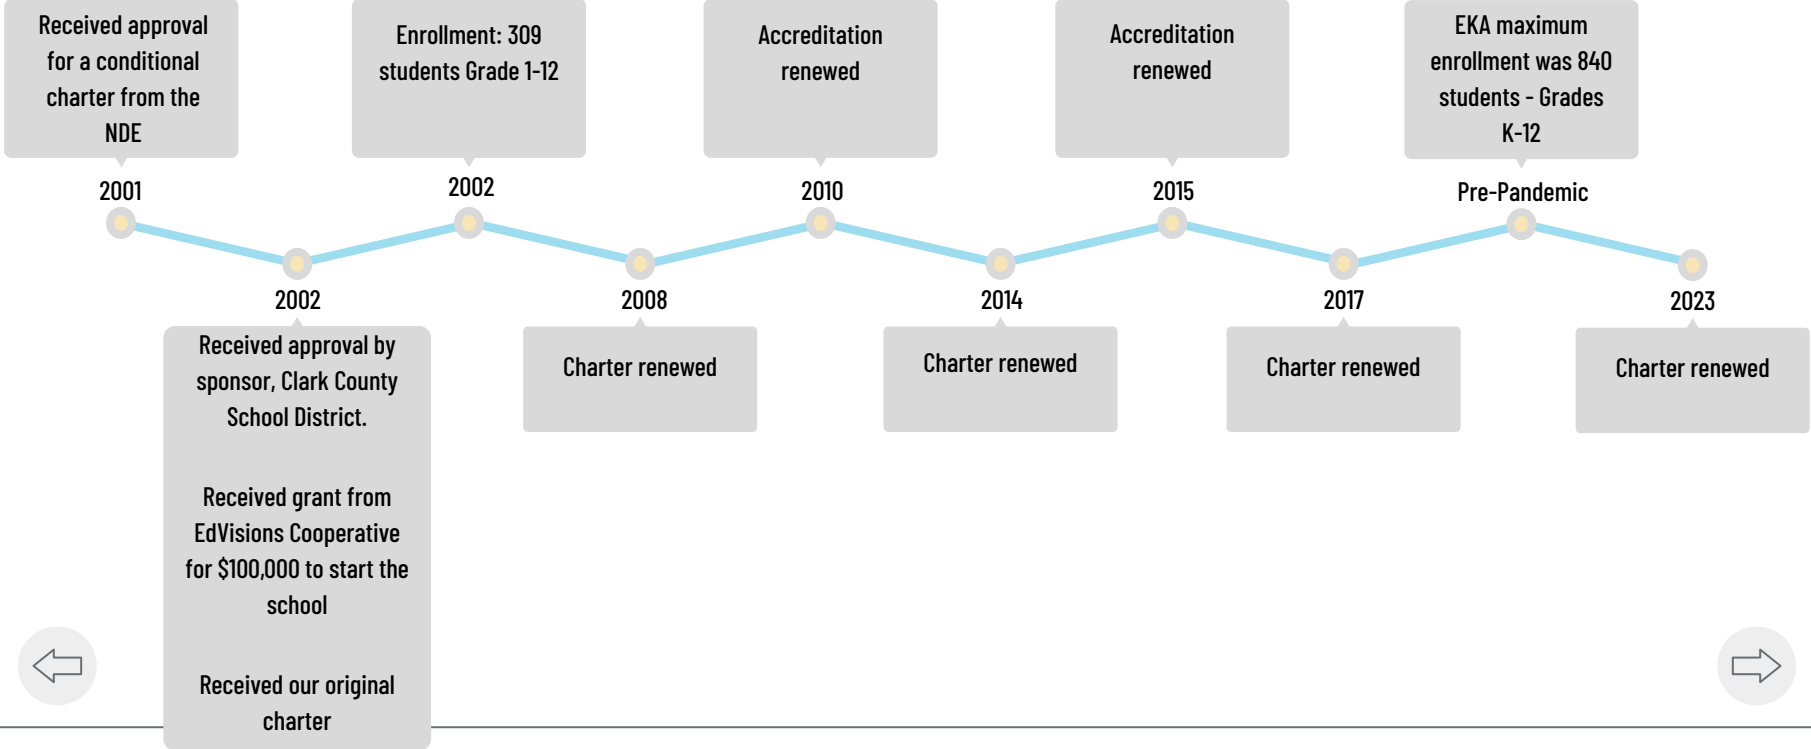 Received approval
for a conditional
charter from the
NDE
2001
2002
Received approval by
sponsor, Clark County
School District.
Received grant from
EdVisions Cooperative
for $100,000 to start the
school
Received our original
charter
Enrollment: 309
students Grade 1-12
2002
2008
Charter renewed
Accreditation
renewed
2010
2014
Charter renewed
Accreditation
renewed
2015
2017
Charter renewed
EKA maximum
enrollment was 840
students - Grades
K-12
Pre-Pandemic
2023
Charter renewed